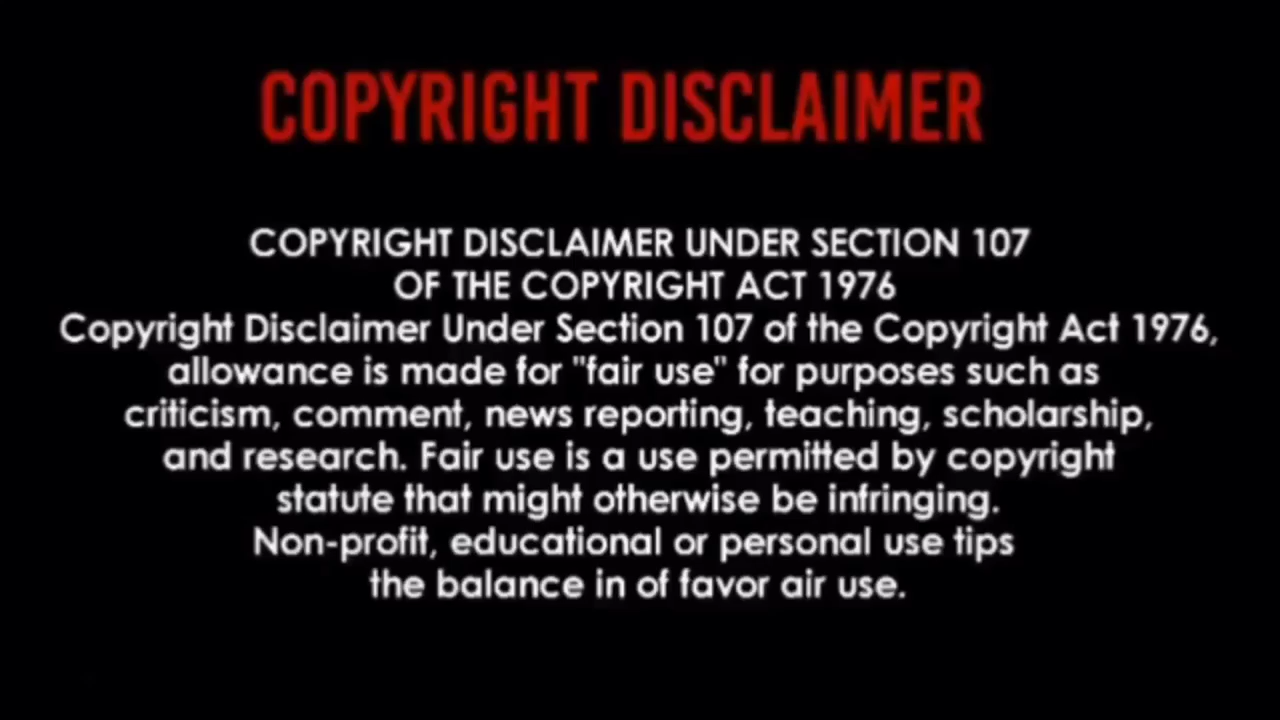 COPYRIGHT DISCLAIMER
COPYRIGHT DISCLAIMER UNDER SECTION 107
OF THE COPYRIGHT ACT 1976
Copyright Disclaimer Under Section 107 of the Copyright Act 1976,
allowance is made for "fair use" for purposes such as
criticism, comment, news reporting, teaching, scholarship,
and research. Fair use is a use permitted by copyright
statute that might otherwise be infringing.
Non-profit, educational or personal use tips
the balance in of favor air use.